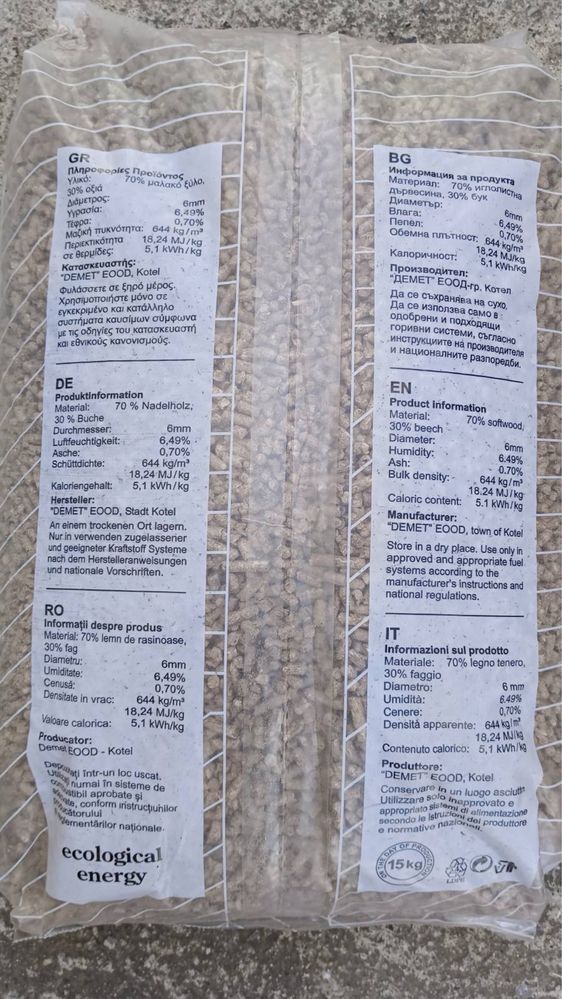 GR
Πληροφορίες Προϊόντος
Υλικό: 70% μαλακό ξύλο,
30% οξιά
Διάμετρος: 6mm
Υγρασία: 6,49%
Τέφρα: 0,70%
Μαζική πυκνότητα: 644 kg/m³
Περιεκτικότητα 18,24 MJ/kg
σε θερμίδες: 5,1 kWh/kg
Κατασκευαστής:
"DEMET" EOOD, Kotel
Φυλάσσετε σε ξηρό μέρος.
Χρησιμοποιήστε μόνο σε
εγκεκριμένο και κατάλληλο
συστήματα καυσίμων σύμφωνα
με τις οδηγίες του κατασκευαστή
και εθνικούς κανονισμούς.
DE
Produktinformation
Material: 70 % Nadelholz,
30 % Buche
Durchmesser: 6mm
Luftfeuchtigkeit: 6,49%
Asche: 0,70%
Schüttdichte: 644 kg/m³
18,24 MJ/kg
Kaloriengehalt: 5,1 kWh/kg
Hersteller:
"DEMET" EOOD, Stadt Kotel
An einem trockenen Ort lagern.
Nur in verwenden zugelassener
und geeigneter Kraftstoff Systeme
nach dem Herstelleranweisungen
und nationale Vorschriften.
RO
Informații despre produs
Material: 70% lemn de rasinoase,
30% fag
Diametru: 6mm
Umiditate: 6,49%
Cenusă: 0,70%
Densitate in vrac: 644 kg/m³
18,24 MJ/kg
Valoare calorica: 5,1 kWh/kg
Producator:
Demet EOOD - Kotel
într-un loc uscat.
numai în sisteme de
aprobate și
conform instrucțiunilor
naționale.
ecological
energy
BG
Информация за продукта
Материал: 70% иглолистна
дървесина, 30% бук
Диаметър: 6mm
Влага: 6,49%
Пепел: 0,70%
Обемна плътност: 644 kg/m³
18,24 MJ/kg
Калоричност: 5,1 kWh/kg
Производител:
"ДЕМЕТ" ЕООД-гр. Котел
Да се съхранява на сухо.
Да се използва само в
одобрени и подходящи
горивни системи, съгласно
инструкциите на производителя
и националните разпоредби.
EN
Product Information
Material: 70% softwood,
30% beech
Diameter: 6mm
Humidity: 6.49%
Ash: 0.70%
Bulk density: 644 kg/m³
18.24 MJ/kg
Caloric content: 5.1 kWh/kg
Manufacturer:
"DEMET" EOOD, town of Kotel
Store in a dry place. Use only in
approved and appropriate fuel
systems according to the
manufacturer's instructions and
national regulations.
IT
Informazioni sul prodotto
Materiale: 70% legno tenero,
30% faggio
Diametro: 6 mm
Umidità: 6.49%
Cenere: 0,70%
Densità apparente: 644 kg/m³
18,24 MJ/kg
Contenuto calorico: 5,1 kWh/kg
Produttore:
"DEMET" EOOD, Kotel
Conservare in un luogo asciutto
Utilizzare solo inapprovato e
appropriato sistemi di alimentazione
secondo le istruzioni del produttore
e normative nazionali.
THE DAY OF PRODUCTION
15 kg
LDPE